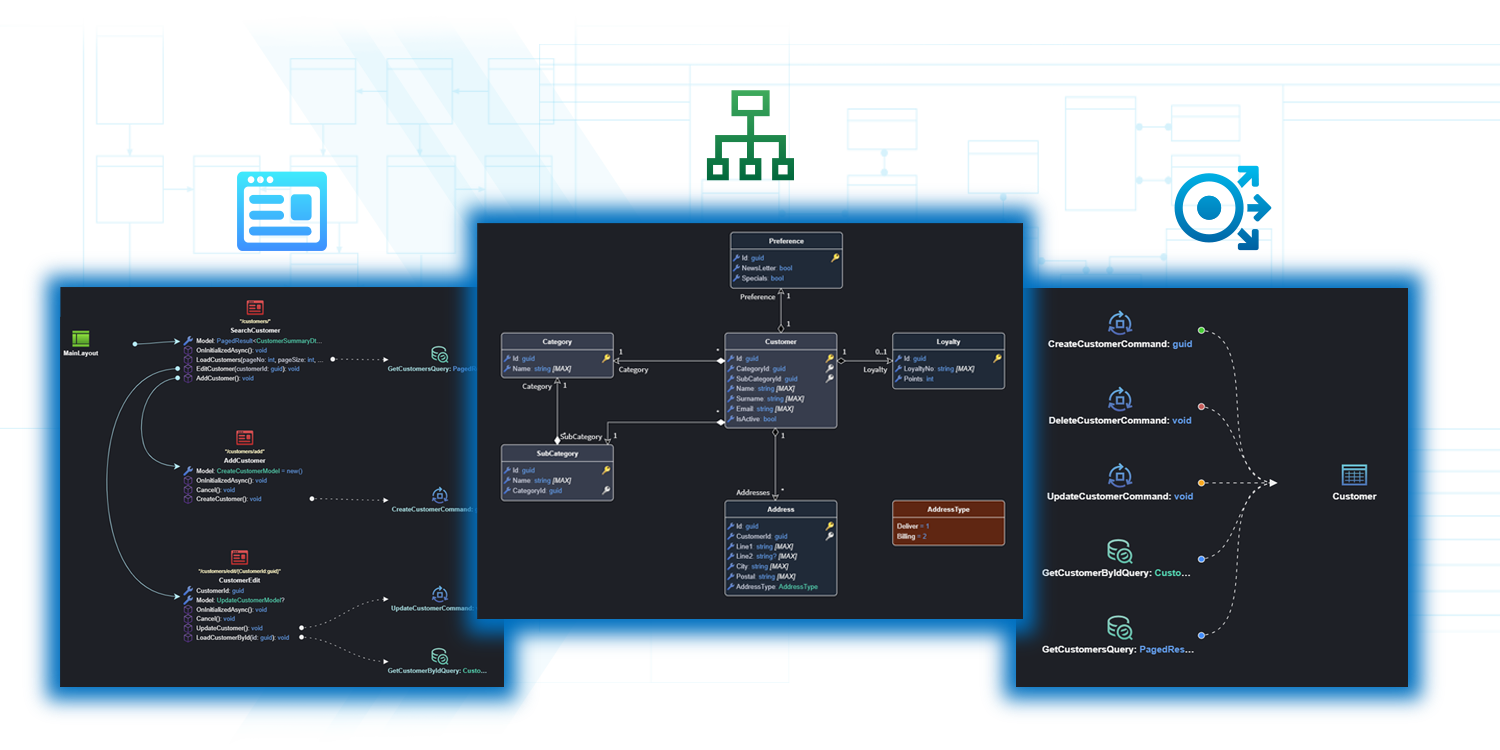 MainLayout
"/customers/"
SearchCustomer
Model: PagedResult<CustomerSummaryDt...
OnInitializedAsync(): void
LoadCustomers(pageNo: int, pageSize: int, ...
EditCustomer(customerId: guid): void
AddCustomer(): void
GetCustomersQuery: PagedR
"/customers/add"
AddCustomer
Model: CreateCustomerModel = new()
OnInitializedAsync(): void
Cancel(): void
CreateCustomer(): void
CreateCustomerCommand:
"/customers/edit/{CustomerId:guid}"
CustomerEdit
CustomerId: guid
Model: UpdateCustomerModel?
OnInitializedAsync(): void
Cancel(): void
UpdateCustomer(): void
LoadCustomerById(id: guid): void
UpdateCustomerCommand:
GetCustomerByIdQuery: Custo...
Preference
Id: guid
NewsLetter: bool
Specials: bool
Preference 1
1
Category
Id: guid
Name: string [MAX]
1
Category
*
Customer
Id: guid
CategoryId: guid
SubCategoryId: guid
Name: string [MAX]
Surname: string [MAX]
Email: string [MAX]
IsActive: bool
1
0..1
Loyalty
Loyalty
Id: guid
LoyaltyNo: string [MAX]
Points: int
Category 1
*
SubCategory 1
*
SubCategory
Id: guid
Name: string [MAX]
CategoryId: guid
1
Addresses *
Address
Id: guid
CustomerId: guid
Line1: string [MAX]
Line2: string? [MAX]
City: string [MAX]
Postal: string [MAX]
AddressType: AddressType
AddressType
Deliver = 1
Billing = 2
CreateCustomerCommand: guid
DeleteCustomerCommand: void
UpdateCustomerCommand: void
GetCustomerByIdQuery: Custo...
GetCustomersQuery: PagedRes...
Customer